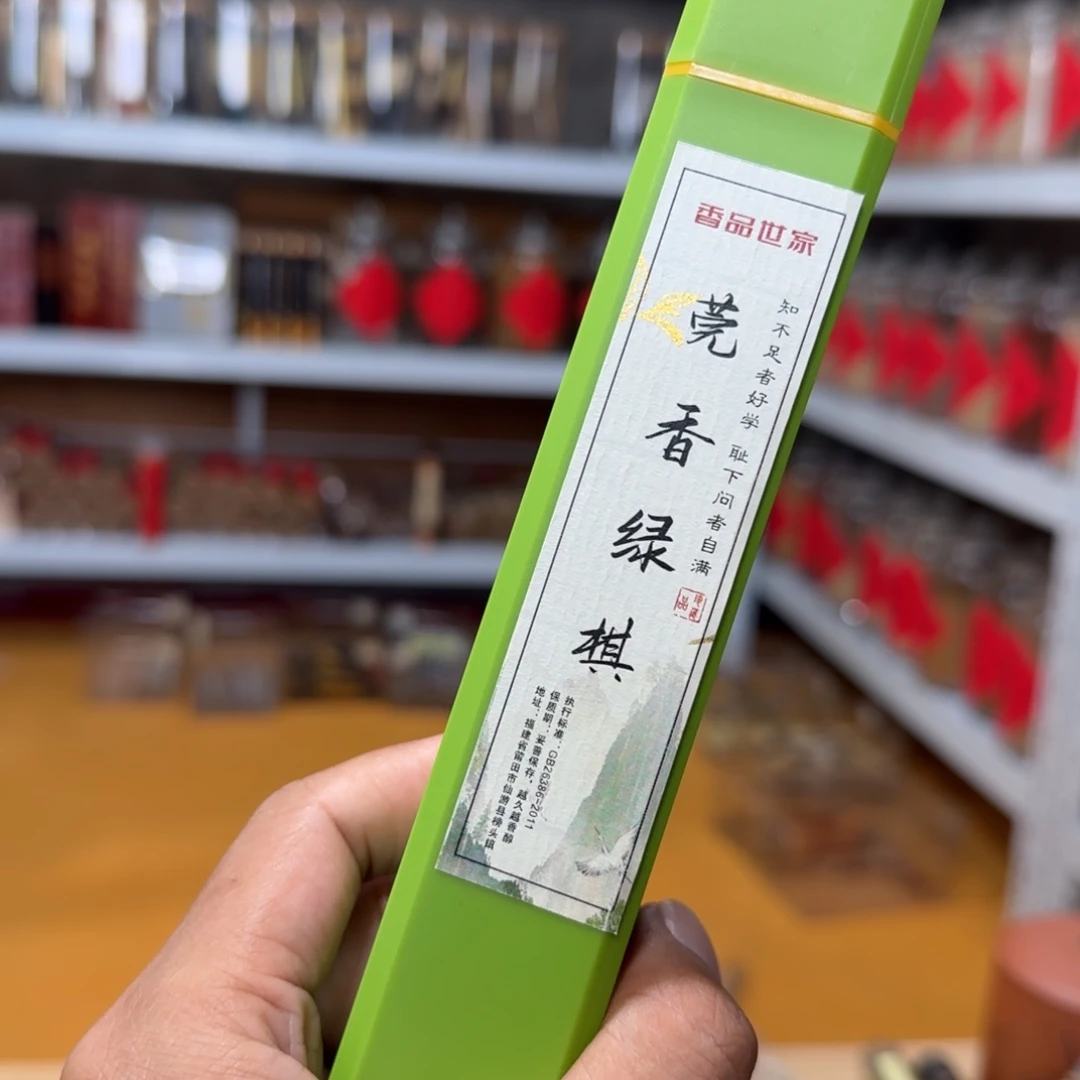 香品世家
知不足者好学 耻下问者自满
莞香绿棋
执行标准：GB26386-2011
保质期：妥善保存，越久越香醇
地址：福建省莆田市仙游县榜头镇